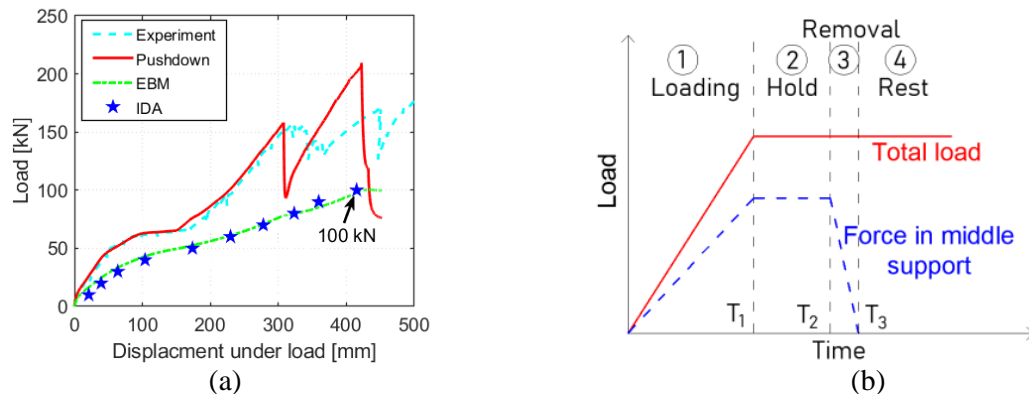 250
200
150
100
50
0
Load [kN]
Experiment
Pushdown
EBM
IDA
100 kN
0 100 200 300 400 500
Displacment under load [mm]
(a)
Removal
1 2 3 4
Loading Hold Rest
Total load
Force in middle
support
Load
T1 T2 T3
Time
(b)